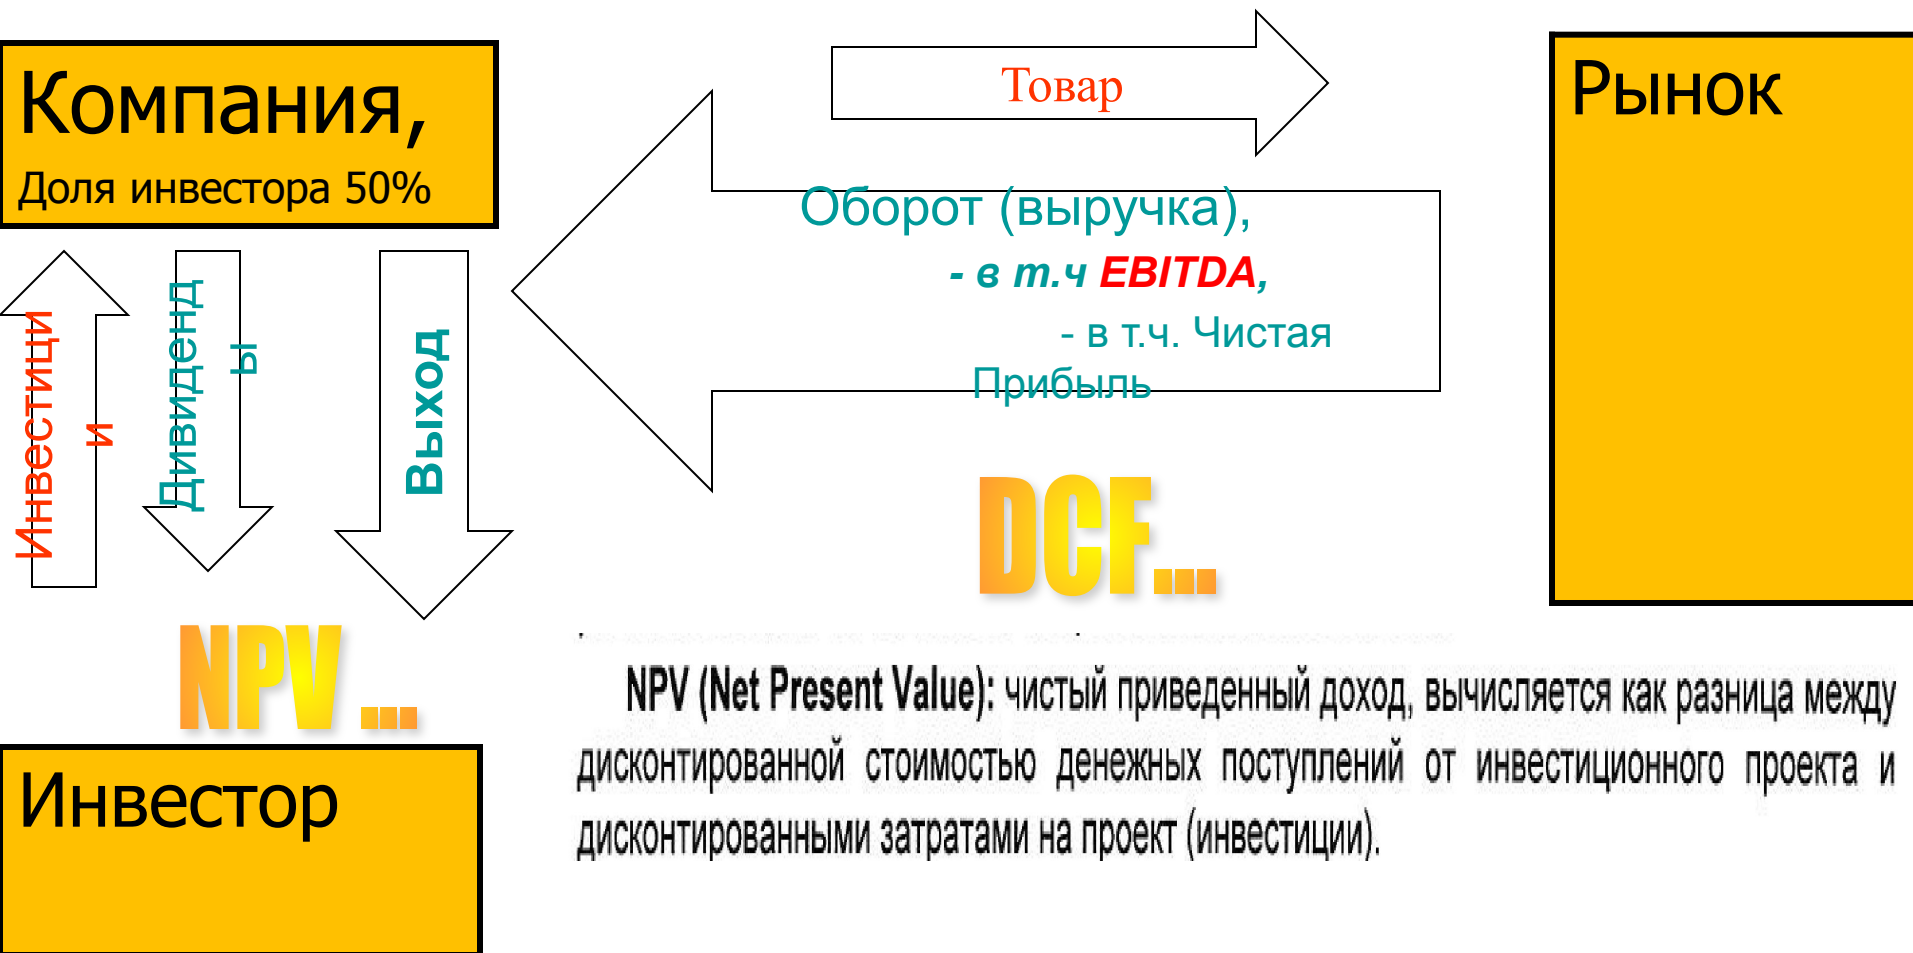 Компания,
Доля инвестора 50%
Товар
Рынок
Оборот (выручка),
- в т.ч EBITDA,
- в т.ч. Чистая
Прибыль
Инвестици
и
Дивиденд
ы
Выход
DCF...
NPV ...
Инвестор
NPV (Net Present Value): чистый приведенный доход, вычисляется как разница между
дисконтированной стоимостью денежных поступлений от инвестиционного проекта и
дисконтированными затратами на проект (инвестиции).